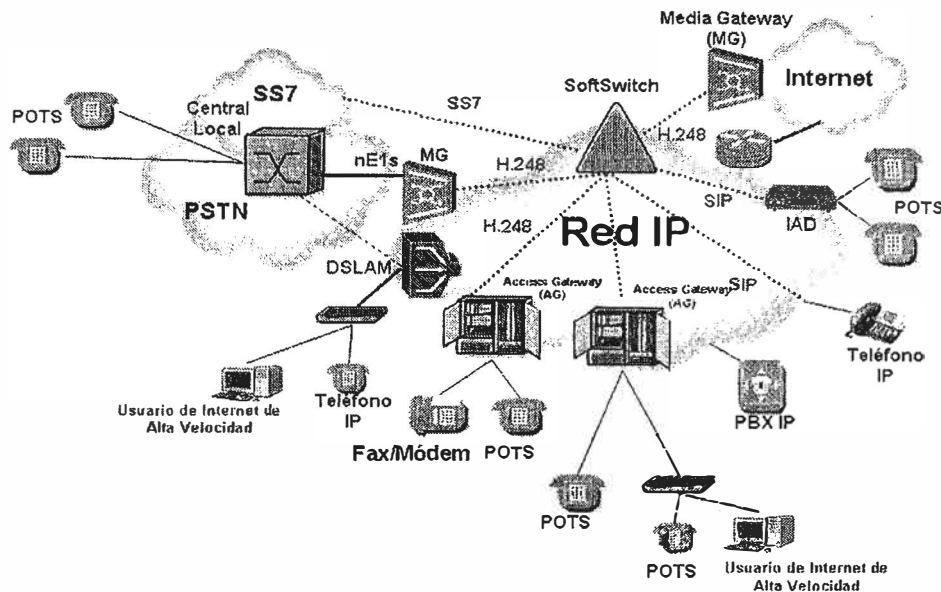 Media Gateway
(MG)
Internet
SoftSwitch
SS7
SS7
POTS
Central
Local
H.248
nE1s
MG
H.248
PSTN
SIP
IAD
POTS
H.248
Red IP
DSLAM
Access Gateway
(AG)
Access Gateway
(AG)
SIP
Teléfono
IP
Usuario de Internet de
Alta Velocidad
Teléfono
IP
PBX IP
Fax/Módem
POTS
POTS
POTS
Usuario de Internet de
Alta Velocidad